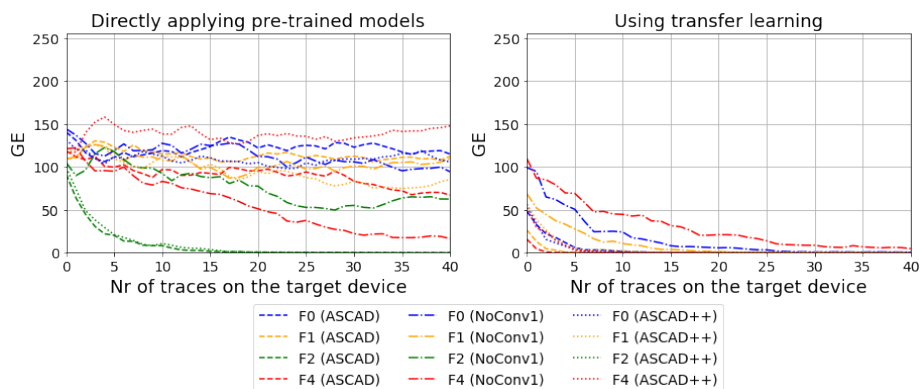 Directly applying pre-trained models
Using transfer learning
250
200
150
100
50
0
GE
0 5 10 15 20 25 30 35 40
Nr of traces on the target device
250
200
150
100
50
0
GE
0 5 10 15 20 25 30 35 40
Nr of traces on the target device
F0 (ASCAD) F0 (NoConv1) F0 (ASCAD++)
F1 (ASCAD) F1 (NoConv1) F1 (ASCAD++)
F2 (ASCAD) F2 (NoConv1) F2 (ASCAD++)
F4 (ASCAD) F4 (NoConv1) F4 (ASCAD++)